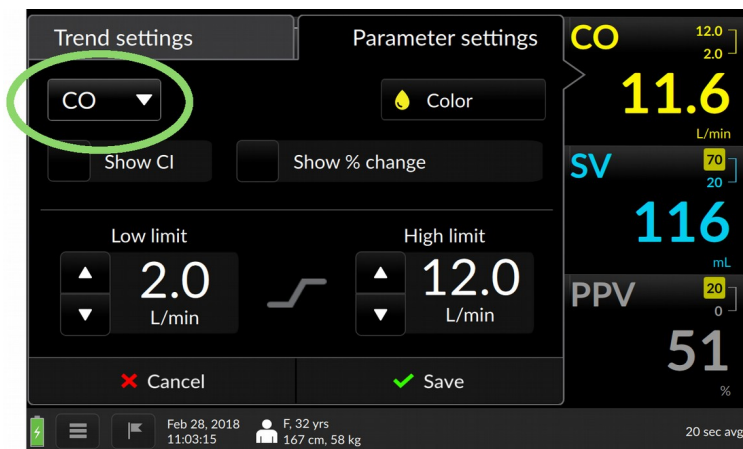 Trend settings
Parameter settings
CO
Color
Show CI
Show % change
Low limit
2.0
L/min
High limit
12.0
L/min
Cancel
Save
CO
12.0
2.0
11.6
L/min
SV
70
20
116
mL
PPV
20
0
51
%
Feb 28, 2018
11:03:15
F, 32 yrs
167 cm, 58 kg
20 sec avg